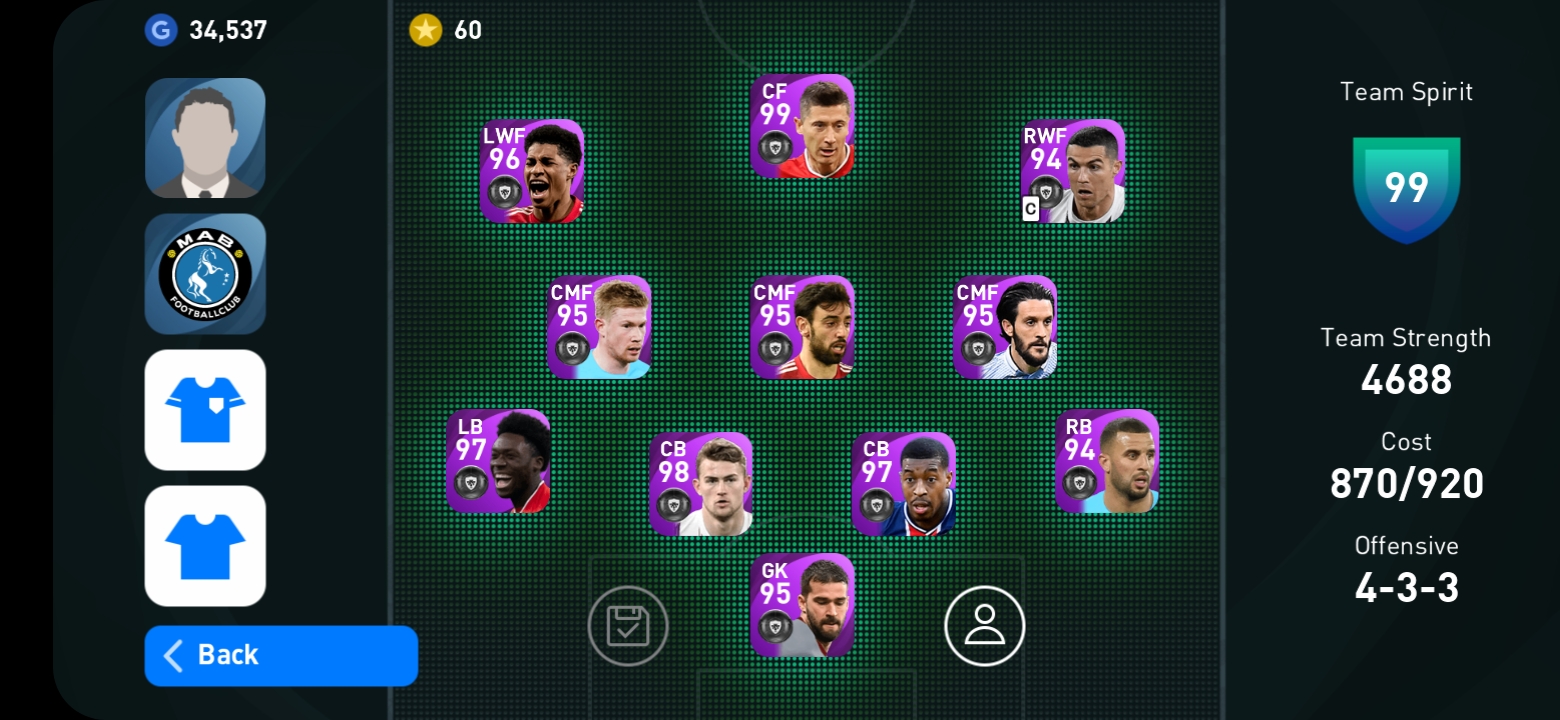 G 34,537
60
MAB
FOOTBALLCLUB
Back
CF
99
LWF
96
RWF
94
C
CMF
95
CMF
95
CMF
95
LB
97
CB
98
CB
97
RB
94
GK
95
Team Spirit
99
Team Strength
4688
Cost
870/920
Offensive
4-3-3